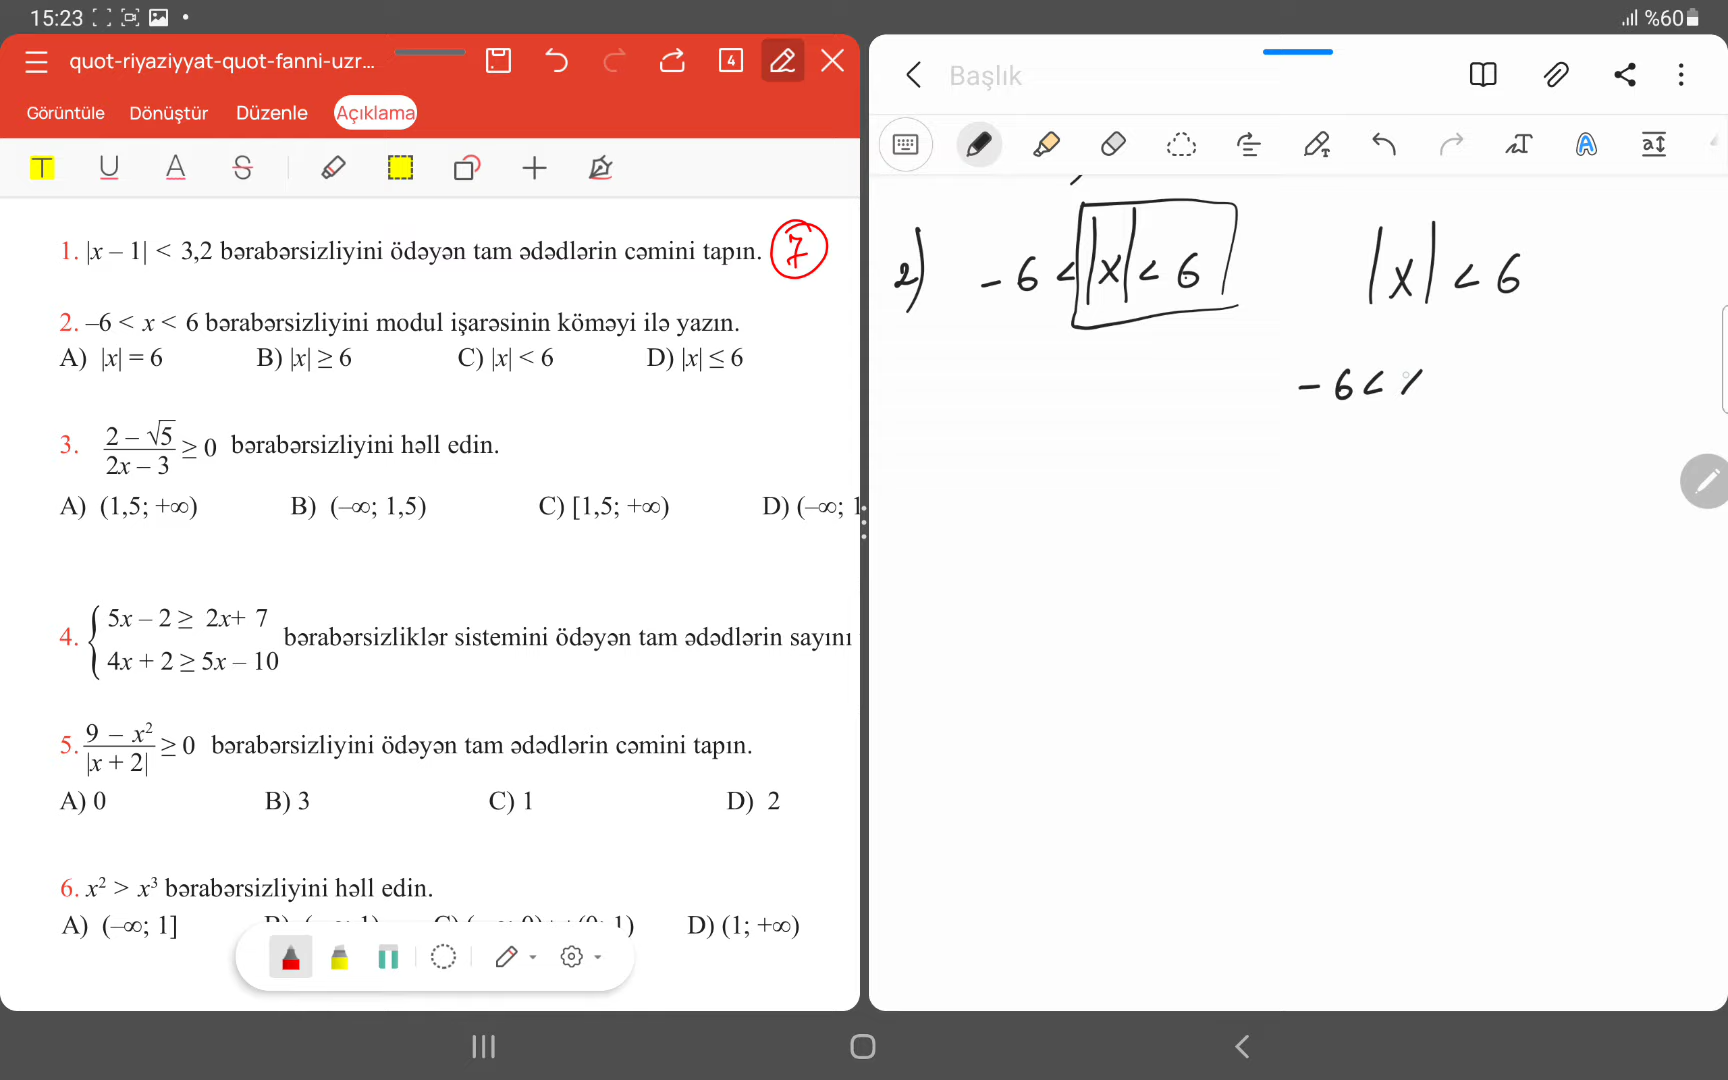 15:23
%60
quot-riyaziyyat-quot-fanni-uzr...
4
Görüntüle Dönüştür Düzenle Açıklama
T U A S
1. |x – 1| < 3,2 bərabərsizliyini ödəyən tam ədədlərin cəmini tapın. 7
2. –6 < x < 6 bərabərsizliyini modul işarəsinin köməyi ilə yazın.
A) |x| = 6 B) |x| ≥ 6 C) |x| < 6 D) |x| ≤ 6
3. (2 – √5)/(2x – 3) ≥ 0 bərabərsizliyini həll edin.
A) (1,5; +∞) B) (–∞; 1,5) C) [1,5; +∞) D) (–∞; 1
4. { 5x – 2 ≥ 2x+ 7
4x + 2 ≥ 5x – 10 bərabərsizliklər sistemini ödəyən tam ədədlərin sayını
5. (9 – x²)/|x + 2| ≥ 0 bərabərsizliyini ödəyən tam ədədlərin cəmini tapın.
A) 0 B) 3 C) 1 D) 2
6. x² > x³ bərabərsizliyini həll edin.
A) (–∞; 1] D) (1; +∞)
Başlık
2) -6 < |x| < 6 |x| < 6
-6 <